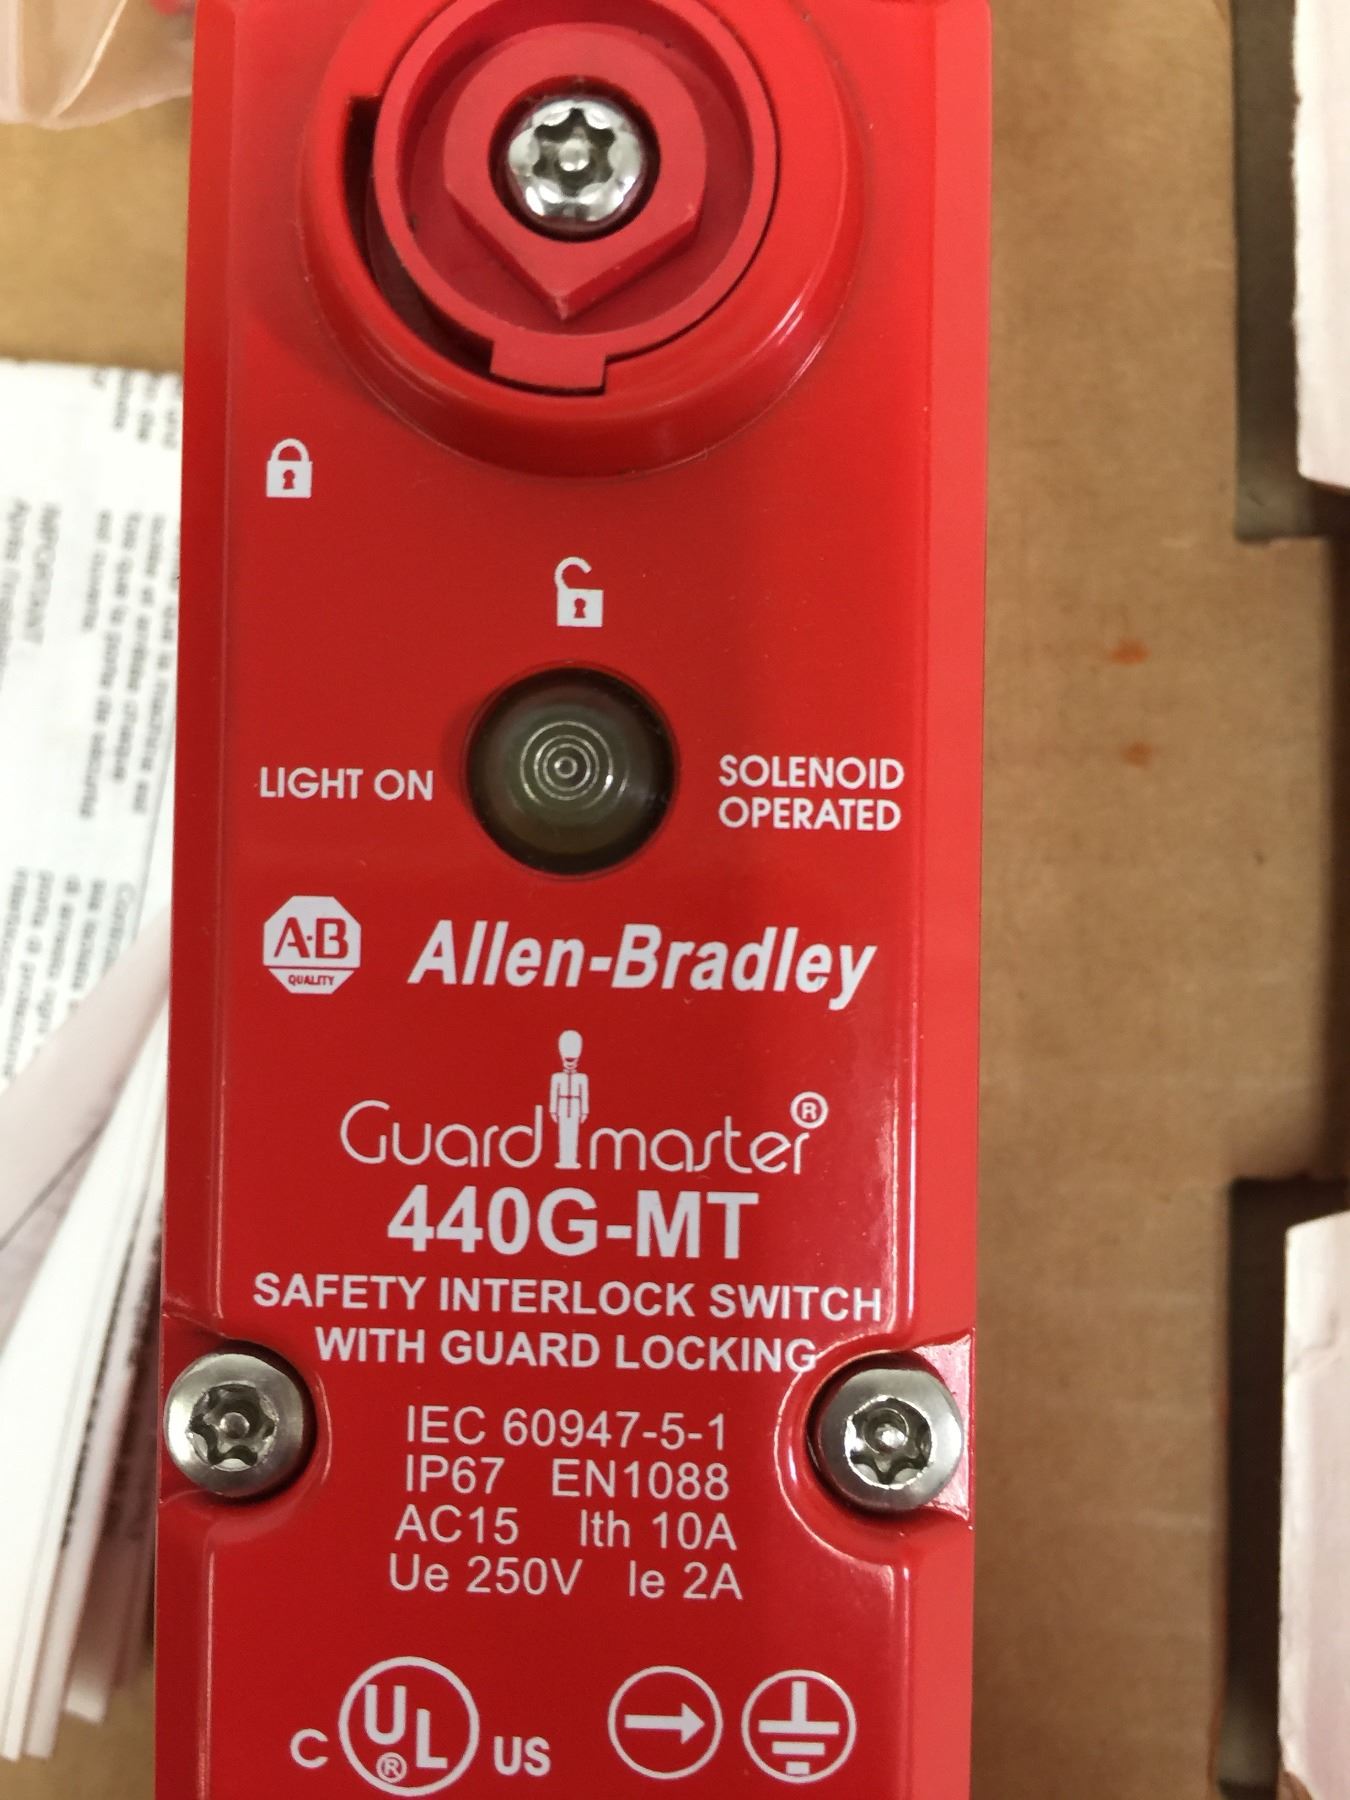 LIGHT ON
SOLENOID
OPERATED
A·B
QUALITY
Allen-Bradley
Guardmaster®
440G-MT
SAFETY INTERLOCK SWITCH
WITH GUARD LOCKING
IEC 60947-5-1
IP67 EN1088
AC15 Ith 10A
Ue 250V Ie 2A
C UL® US
IMPORTANT